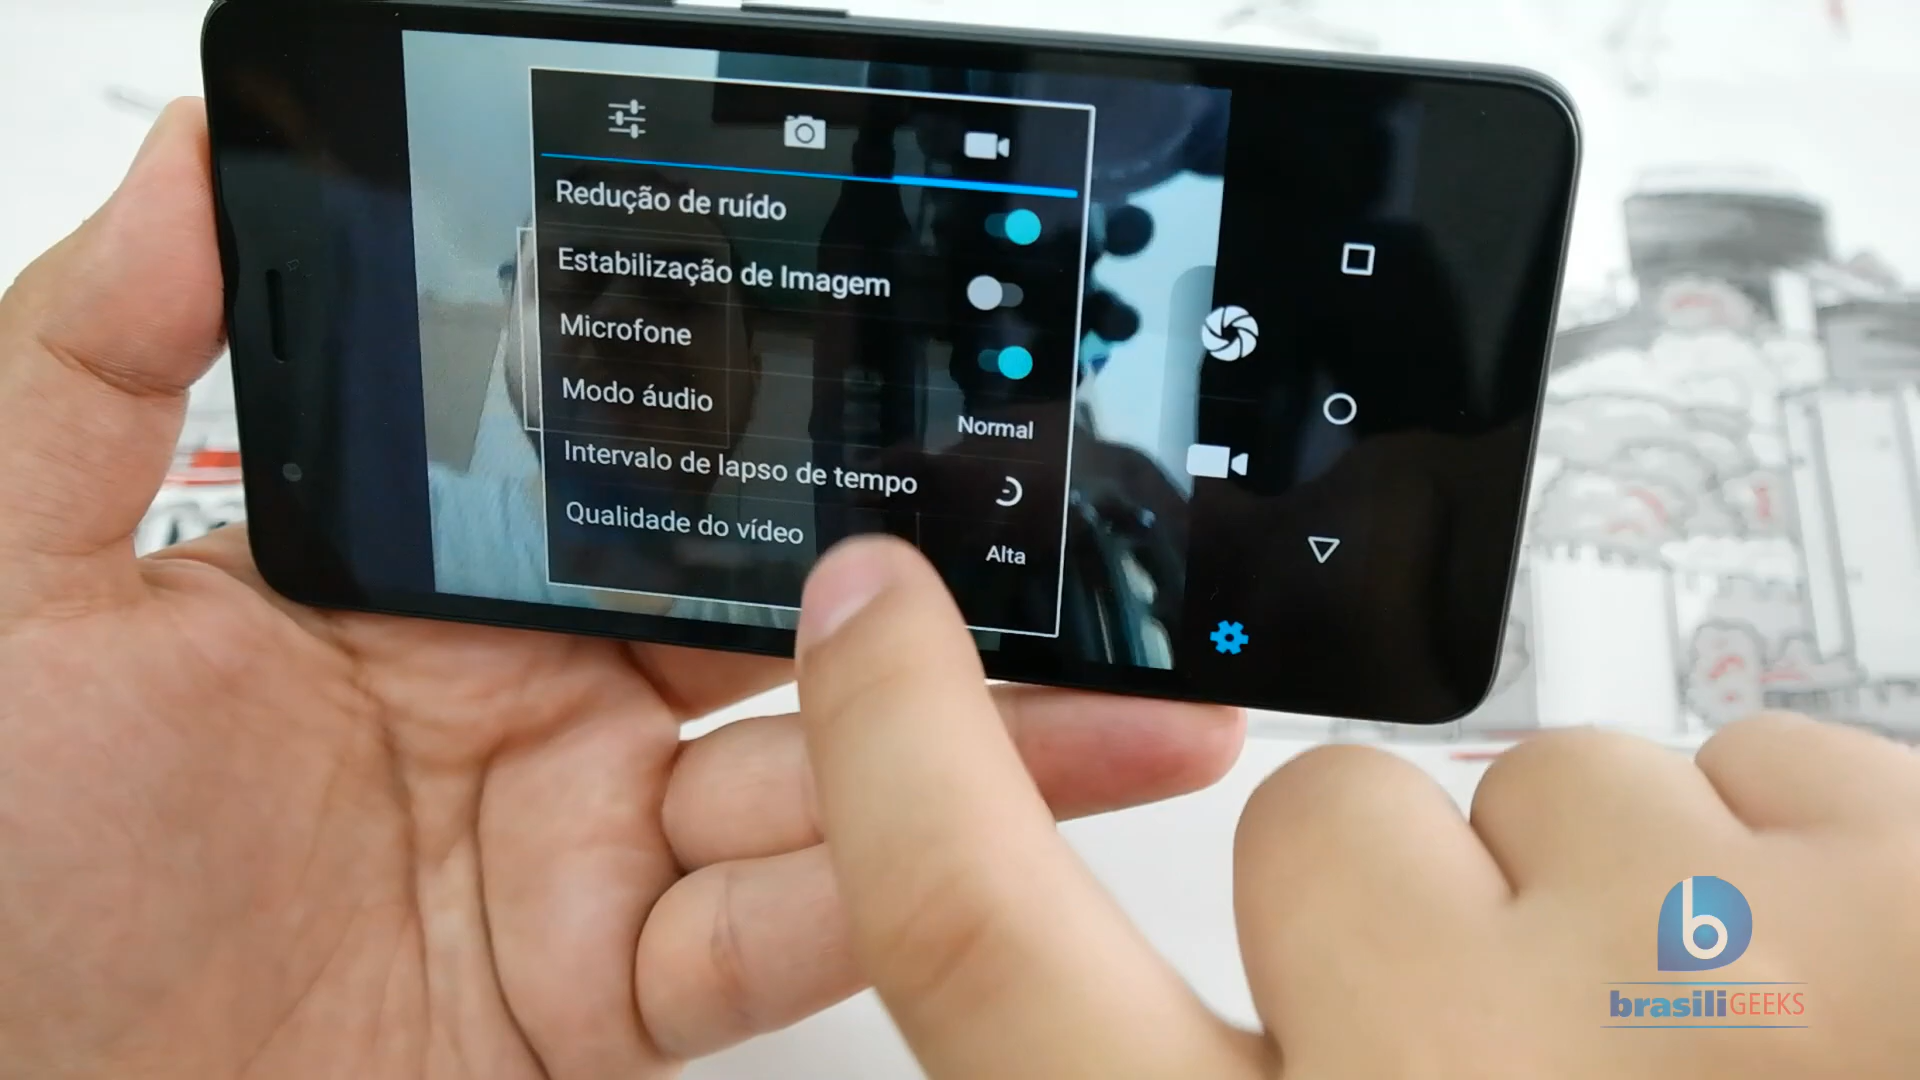 Redução de ruído
Estabilização de Imagem
Microfone
Modo áudio
Normal
Intervalo de lapso de tempo
Qualidade do vídeo
Alta
b
brasiliGEEKS